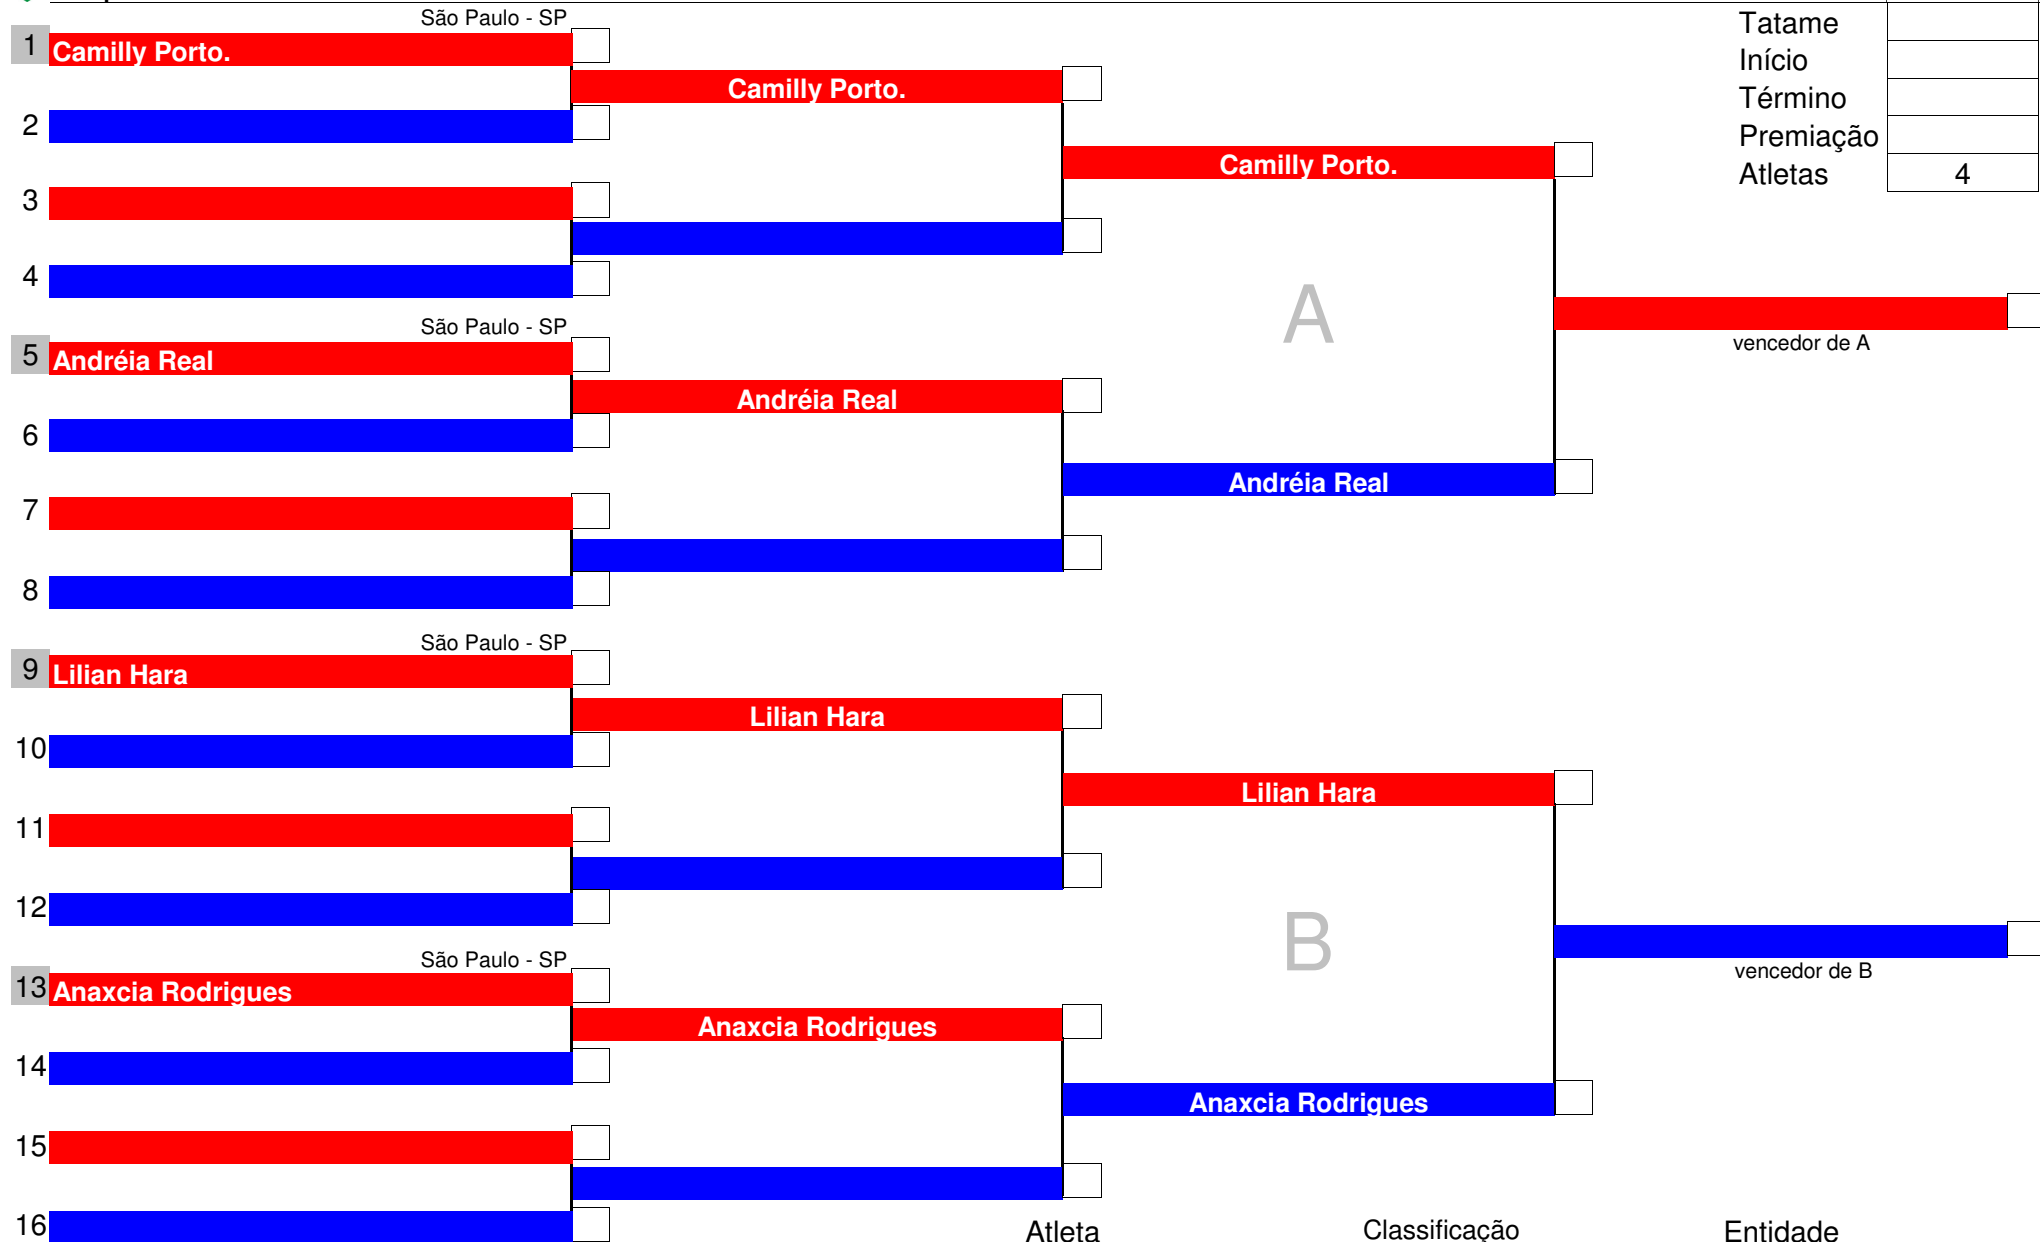 São Paulo - SP
Tatame
1 Camilly Porto.
Início
Camilly Porto.
Término
2
Premiação
Camilly Porto.
Atletas 4
3
4
A
São Paulo - SP
vencedor de A
5 Andréia Real
Andréia Real
6
Andréia Real
7
8
São Paulo - SP
9 Lilian Hara
Lilian Hara
10
Lilian Hara
11
12
B
São Paulo - SP
vencedor de B
13 Anaxcia Rodrigues
Anaxcia Rodrigues
14
Anaxcia Rodrigues
15
16
Atleta Classificação Entidade